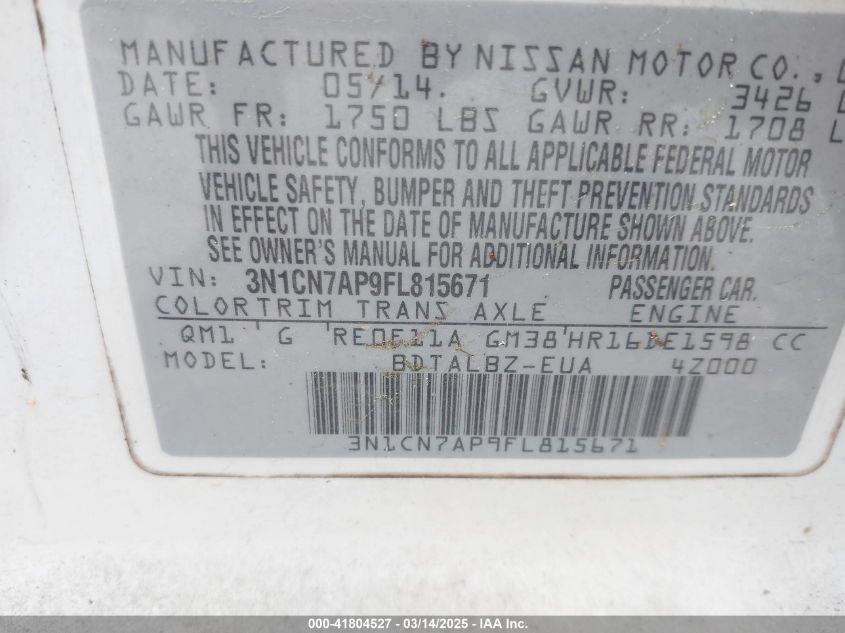 MANUFACTURED BY NISSAN MOTOR CO.,
DATE: 05/14. GVWR: 3426
GAWR FR: 1750 LBS GAWR RR: 1708 L
THIS VEHICLE CONFORMS TO ALL APPLICABLE FEDERAL MOTOR
VEHICLE SAFETY, BUMPER AND THEFT PREVENTION STANDARDS
IN EFFECT ON THE DATE OF MANUFACTURE SHOWN ABOVE.
SEE OWNER'S MANUAL FOR ADDITIONAL INFORMATION.
VIN: 3N1CN7AP9FL815671 PASSENGER CAR.
COLOR TRIM TRANS AXLE ENGINE
QM1 G RE0F11A GM38 HR16DE1598 CC
MODEL: BDTALBZ-EUA 4Z000
3N1CN7AP9FL815671
000-41804527 - 03/14/2025 - IAA Inc.